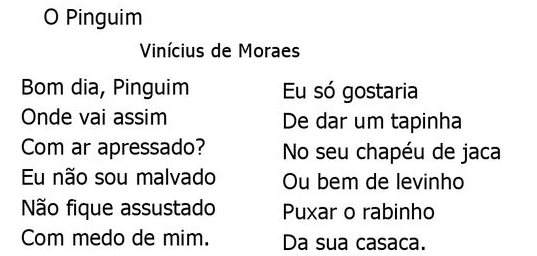 O Pinguim
Vinícius de Moraes
Bom dia, Pinguim
Onde vai assim
Com ar apressado?
Eu não sou malvado
Não fique assustado
Com medo de mim.
Eu só gostaria
De dar um tapinha
No seu chapéu de jaca
Ou bem de levinho
Puxar o rabinho
Da sua casaca.